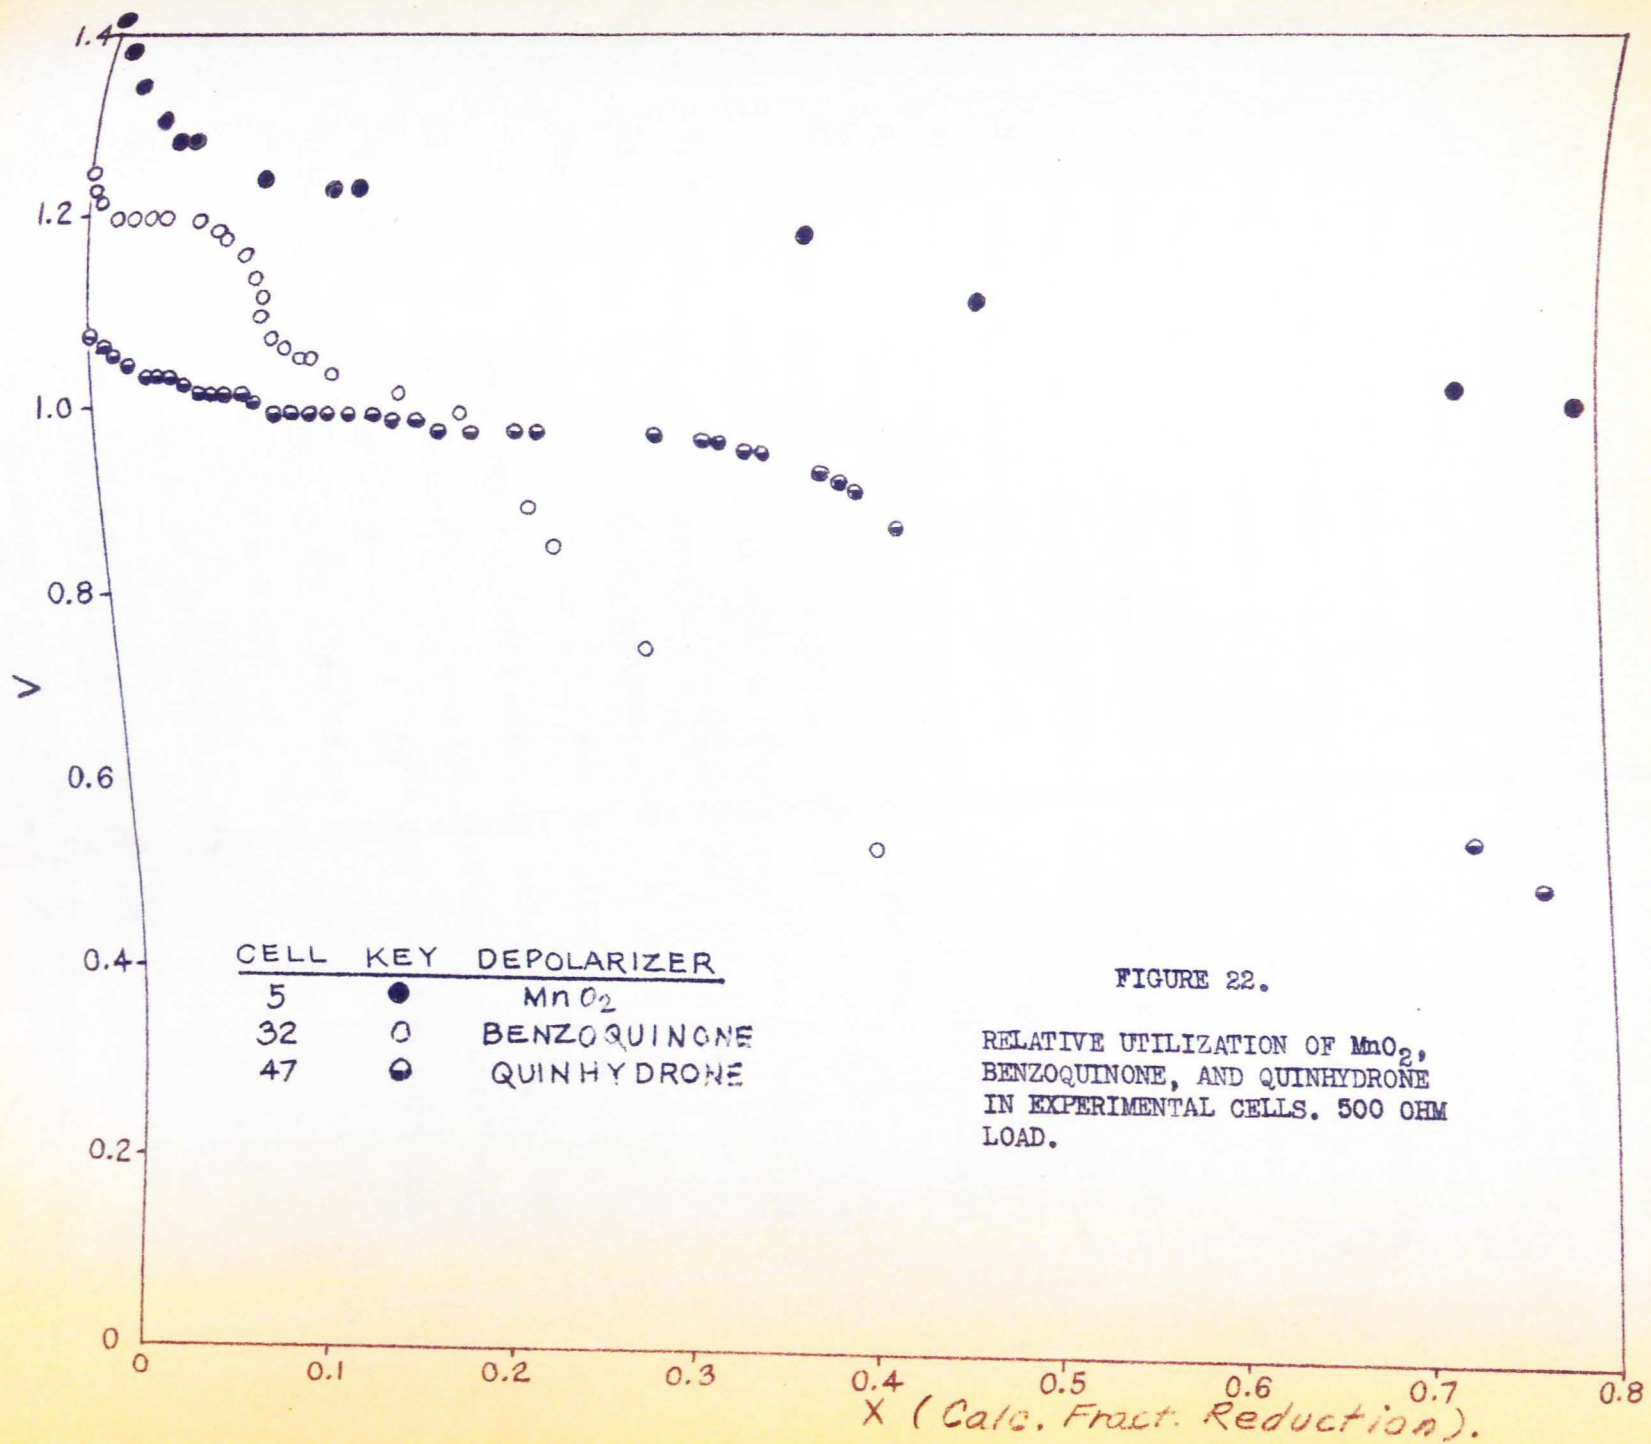 1.4
1.2
1.0
0.8
V
0.6
0.4
0.2
0
0 0.1 0.2 0.3 0.4 0.5 0.6 0.7 0.8
X (Calc. Fract. Reduction).
CELL KEY DEPOLARIZER
5 MnO2
32 BENZOQUINONE
47 QUINHYDRONE
FIGURE 22.
RELATIVE UTILIZATION OF MnO2,
BENZOQUINONE, AND QUINHYDRONE
IN EXPERIMENTAL CELLS. 500 OHM
LOAD.